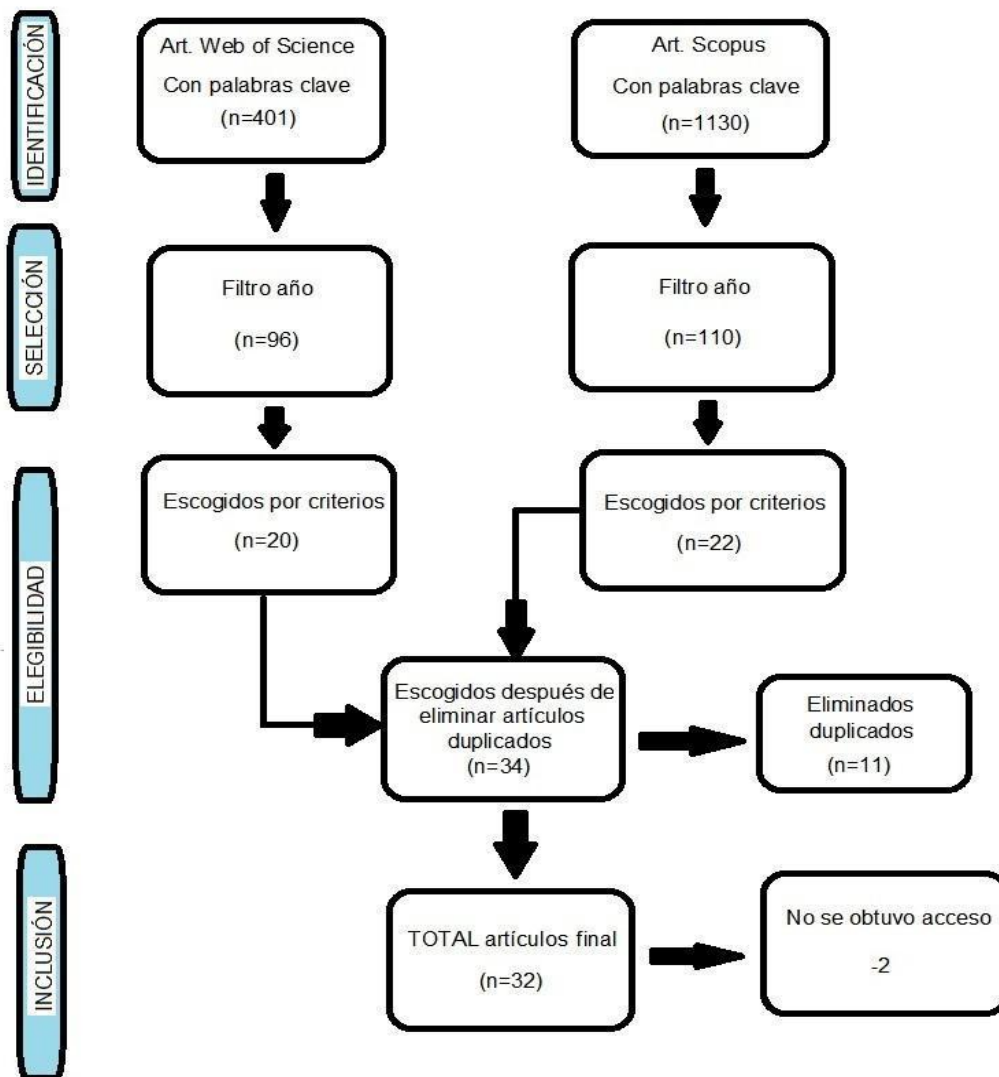 IDENTIFICACIÓN
Art. Web of Science
Con palabras clave
(n=401)
Art. Scopus
Con palabras clave
(n=1130)
SELECCIÓN
Filtro año
(n=96)
Filtro año
(n=110)
ELEGIBILIDAD
Escogidos por criterios
(n=20)
Escogidos por criterios
(n=22)
Escogidos después de
eliminar artículos
duplicados
(n=34)
Eliminados
duplicados
(n=11)
INCLUSIÓN
TOTAL artículos final
(n=32)
No se obtuvo acceso
-2